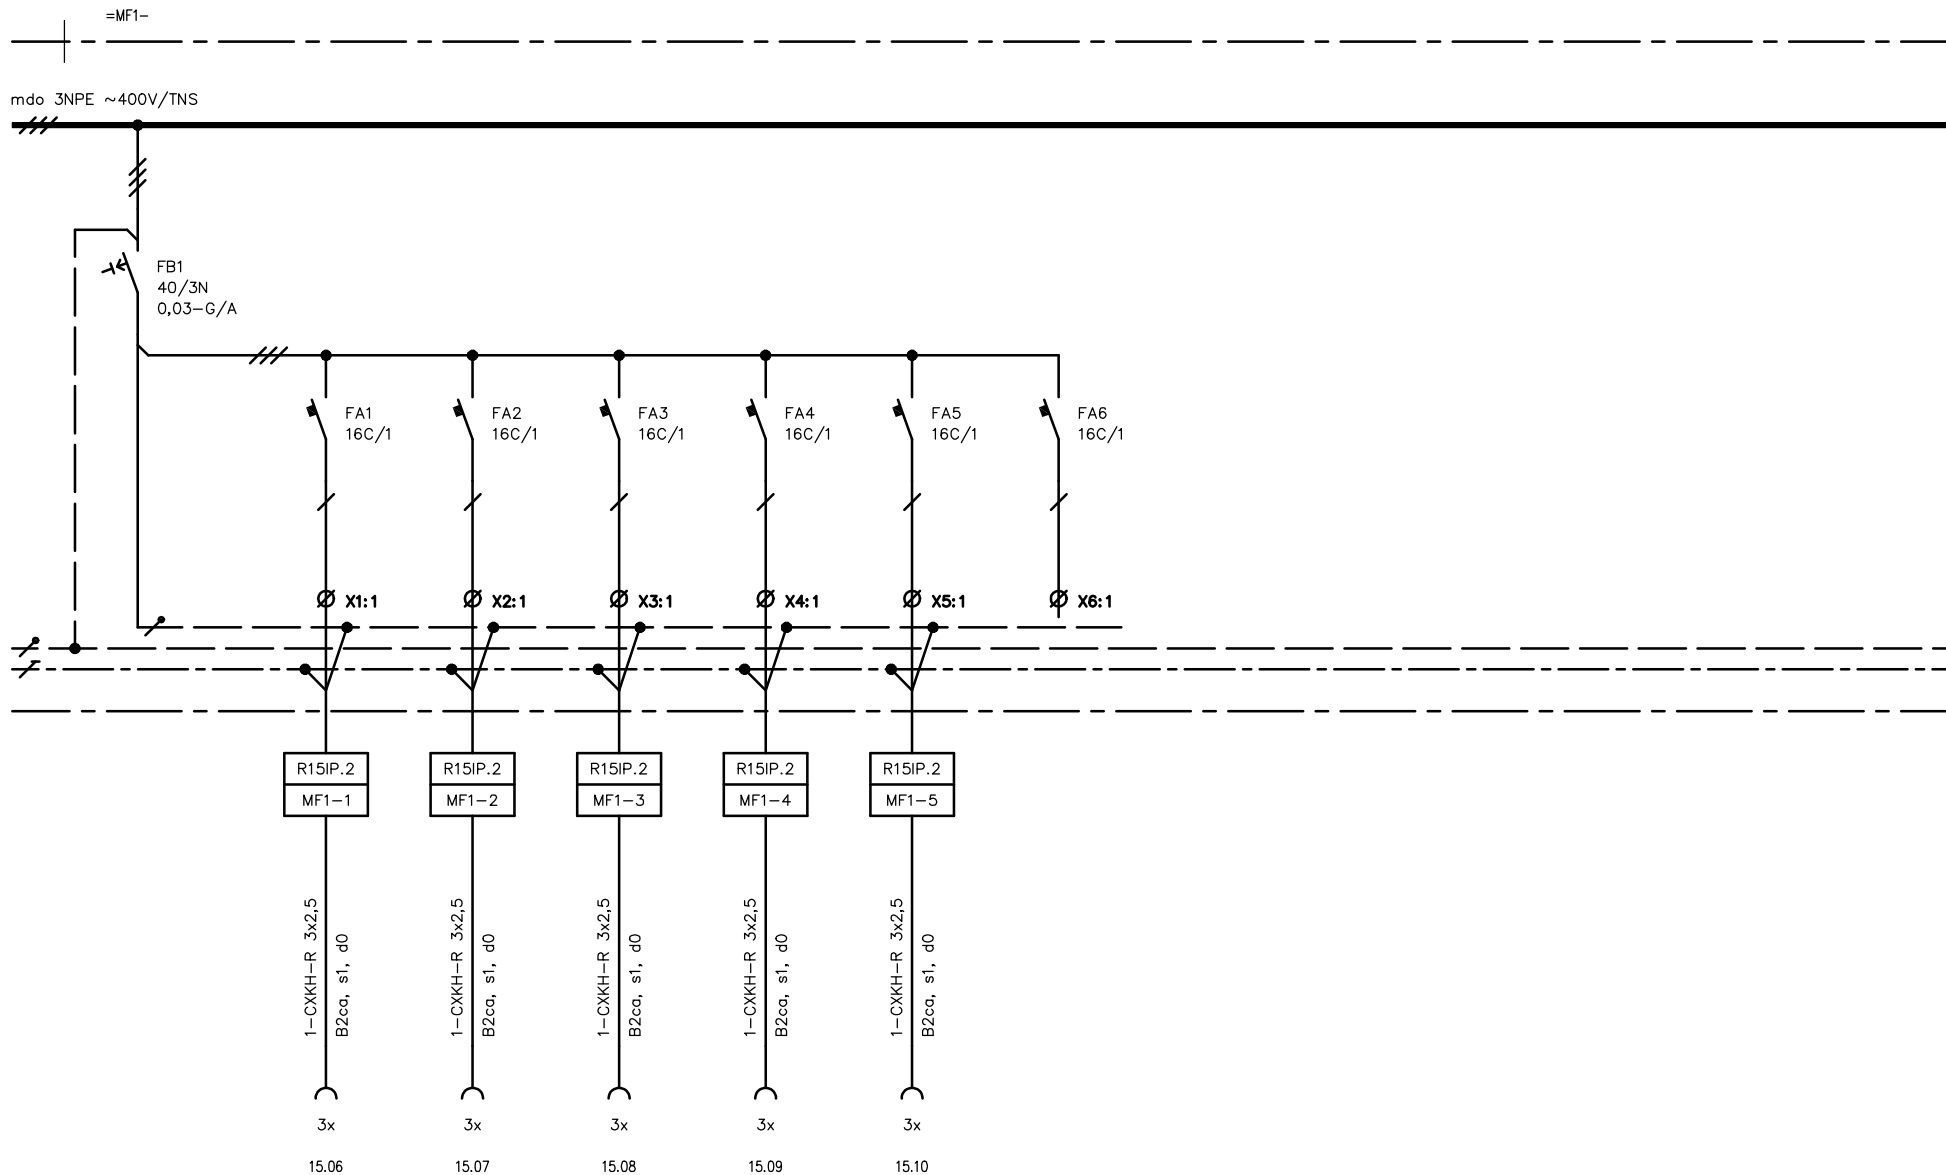 =MF1-
mdo 3NPE ~400V/TNS
FB1
40/3N
0,03-G/A
FA1
16C/1
FA2
16C/1
FA3
16C/1
FA4
16C/1
FA5
16C/1
FA6
16C/1
X1:1
X2:1
X3:1
X4:1
X5:1
X6:1
R15IP.2
MF1-1
R15IP.2
MF1-2
R15IP.2
MF1-3
R15IP.2
MF1-4
R15IP.2
MF1-5
1-CXKH-R 3x2,5
B2ca, s1, d0
1-CXKH-R 3x2,5
B2ca, s1, d0
1-CXKH-R 3x2,5
B2ca, s1, d0
1-CXKH-R 3x2,5
B2ca, s1, d0
1-CXKH-R 3x2,5
B2ca, s1, d0
3x
3x
3x
3x
3x
15.06
15.07
15.08
15.09
15.10